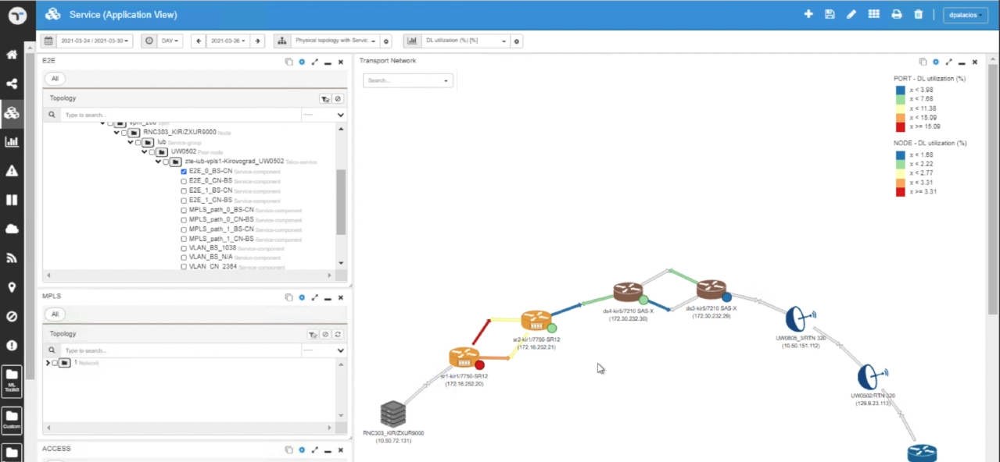 Service (Application View)
dpalacios
2021-03-24 / 2021-03-30
DAY
2021-03-26
Physical topology with Servic...
DL utilization (%) [%]
E2E
All
Topology
Type to search...
RNC303_KIR/ZXUR9000 Node
Iub Service-group
UW0502 Peer-node
zte-iub-vpls1-Kirovograd_UW0502 Telco-service
E2E_0_BS-CN Service-component
E2E_0_CN-BS Service-component
E2E_1_BS-CN Service-component
E2E_1_CN-BS Service-component
MPLS_path_0_BS-CN Service-component
MPLS_path_0_CN-BS Service-component
MPLS_path_1_BS-CN Service-component
MPLS_path_1_CN-BS Service-component
VLAN_BS_1038 Service-component
VLAN_BS_N/A Service-component
VLAN_CN_2364 Service-component
MPLS
All
Topology
Type to search...
1 Network
ACCESS
ML Toolkit
Custom
Transport Network
Search...
PORT - DL utilization (%)
x < 3.98
x < 7.68
x < 11.38
x < 15.09
x >= 15.09
NODE - DL utilization (%)
x < 1.68
x < 2.22
x < 2.77
x < 3.31
x >= 3.31
ds4-kir5/7210 SAS-X
(172.30.232.30)
ds3-kir5/7210 SAS-X
(172.30.232.29)
sr2-kir1/7750-SR12
(172.16.252.21)
UW0805_3/RTN 320
(10.50.151.112)
sr1-kir1/7750-SR12
(172.16.252.20)
UW0502/RTN 320
(129.9.23.113)
RNC303_KIR/ZXUR9000
(10.50.72.131)